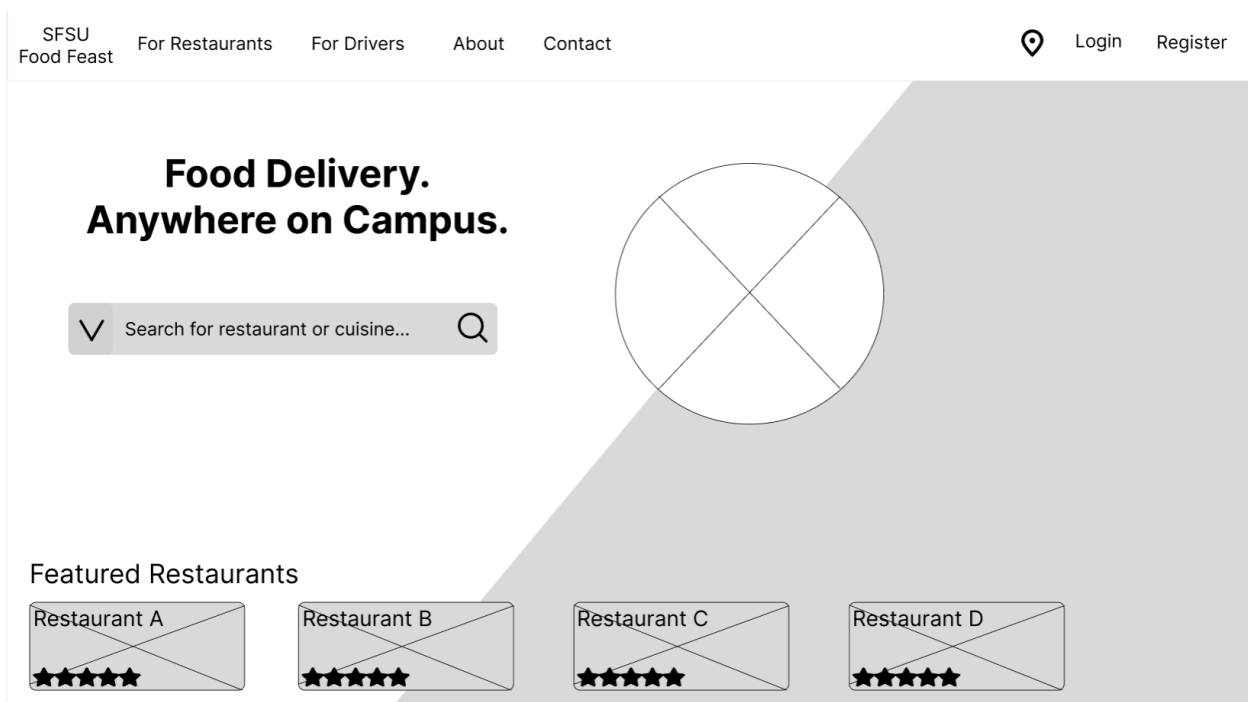 SFSU
Food Feast
For Restaurants
For Drivers
About
Contact
Login
Register
Food Delivery.
Anywhere on Campus.
Search for restaurant or cuisine...
Featured Restaurants
Restaurant A
Restaurant B
Restaurant C
Restaurant D